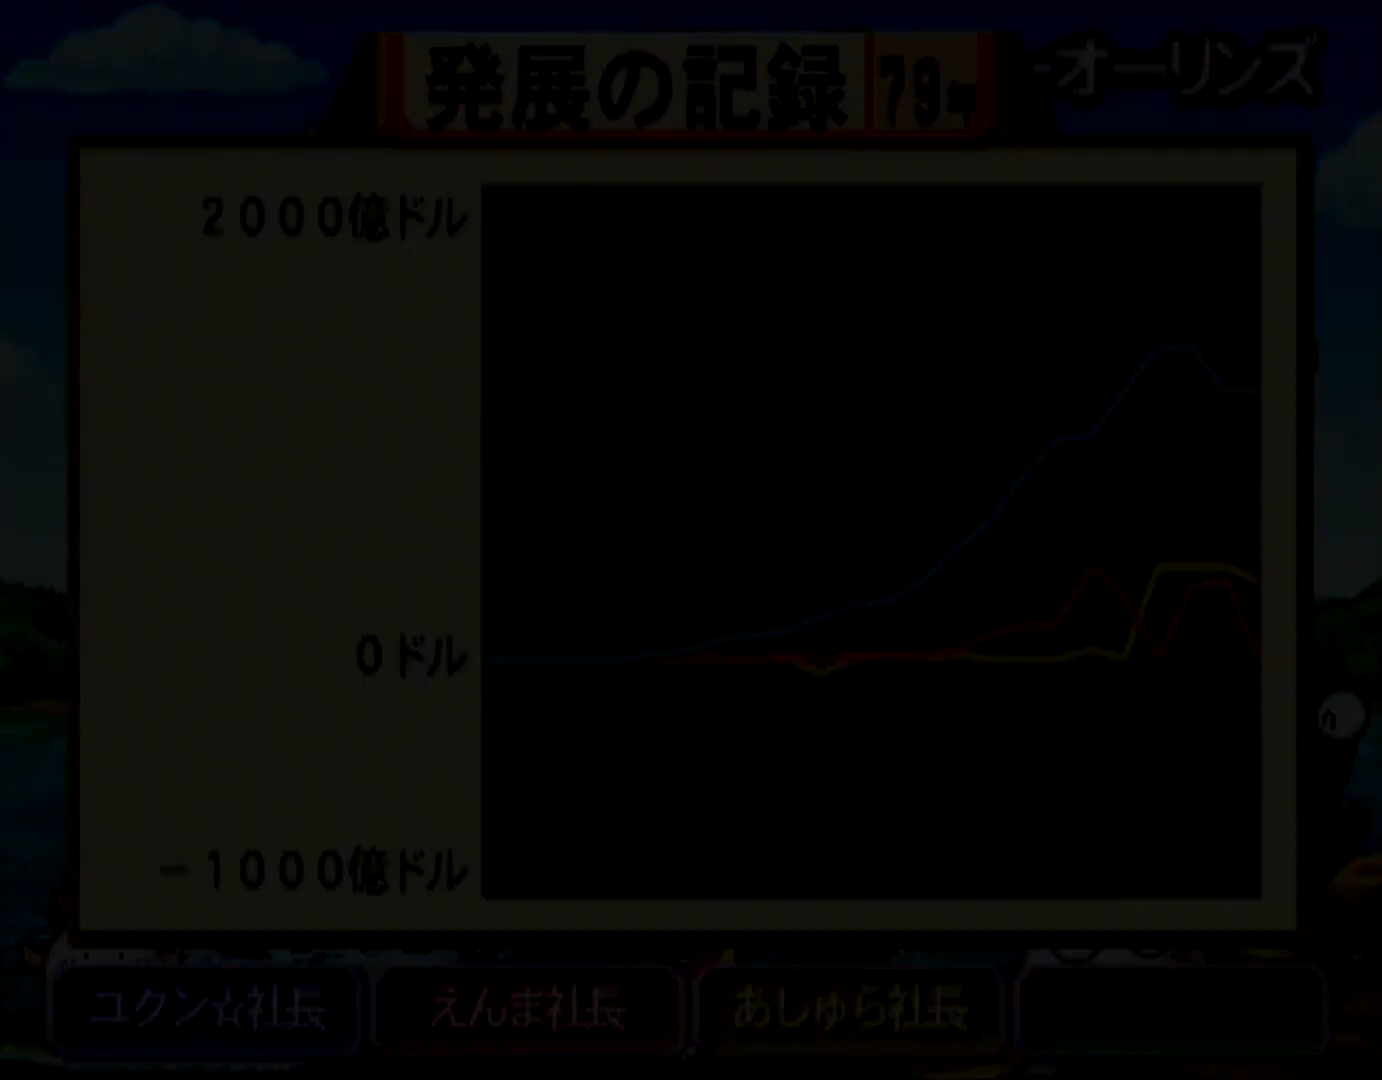 発展の記録 79年
ーオーリンズ
2000億ドル
0ドル
-1000億ドル
ユクン☆社長 えんま社長 あしゅら社長